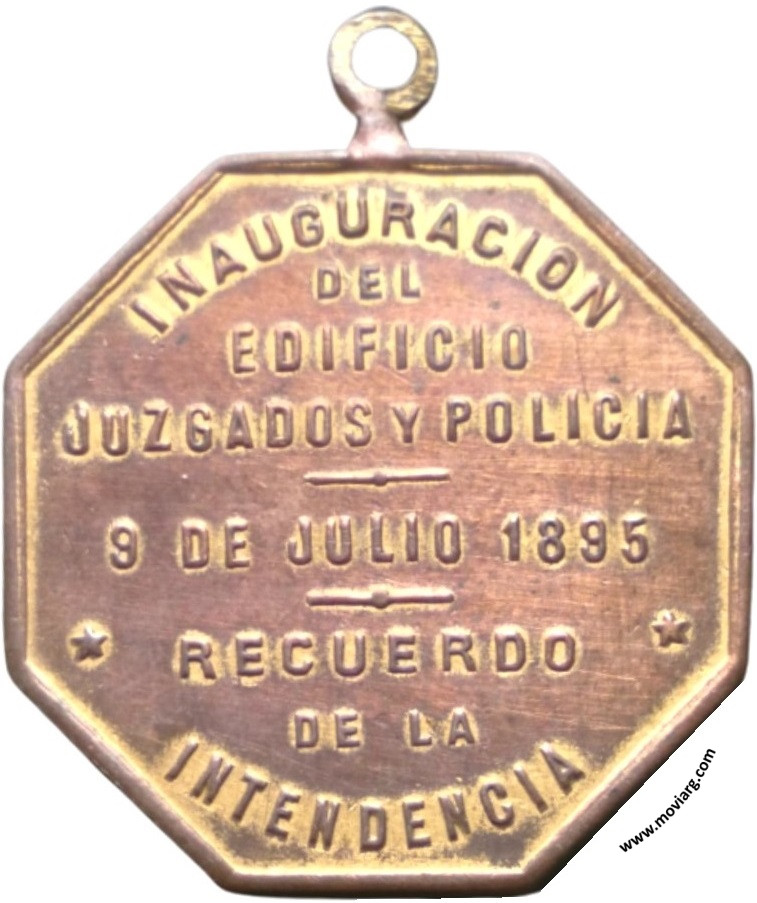 INAUGURACION
DEL
EDIFICIO
JUZGADOS Y POLICIA
9 DE JULIO 1895
RECUERDO
DE LA
INTENDENCIA
www.moviarg.com